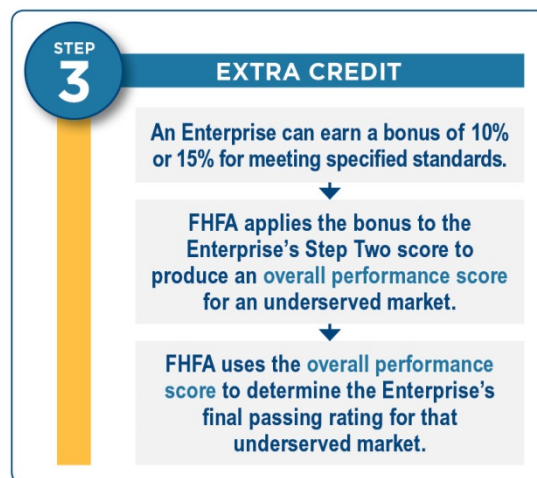 STEP
3
EXTRA CREDIT
An Enterprise can earn a bonus of 10%
or 15% for meeting specified standards.
FHFA applies the bonus to the
Enterprise's Step Two score to
produce an overall performance score
for an underserved market.
FHFA uses the overall performance
score to determine the Enterprise's
final passing rating for that
underserved market.